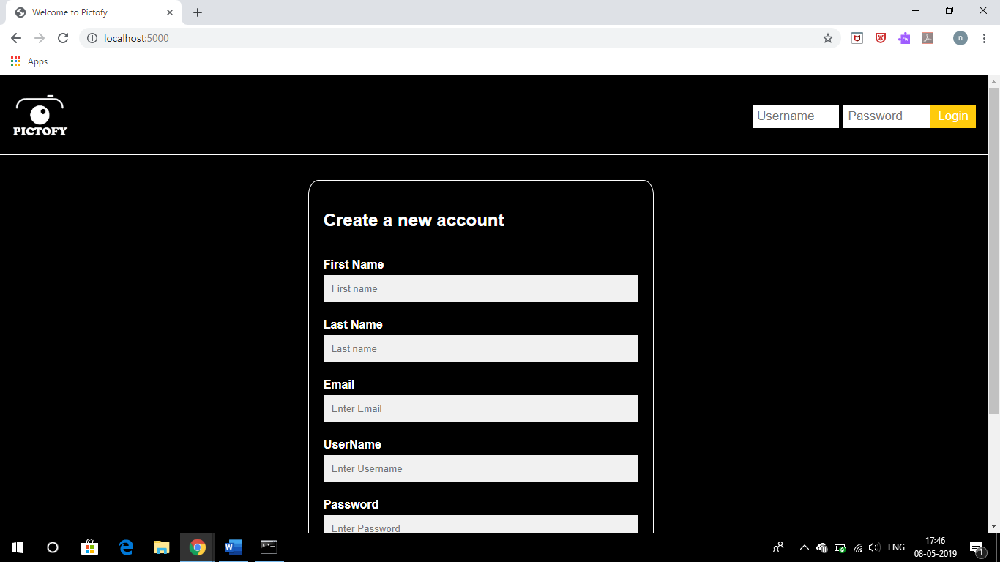 Welcome to Pictofy
localhost:5000
Apps
PICTOFY
Username Password Login
Create a new account
First Name
First name
Last Name
Last name
Email
Enter Email
UserName
Enter Username
Password
Enter Password
ENG
17:46
08-05-2019
1